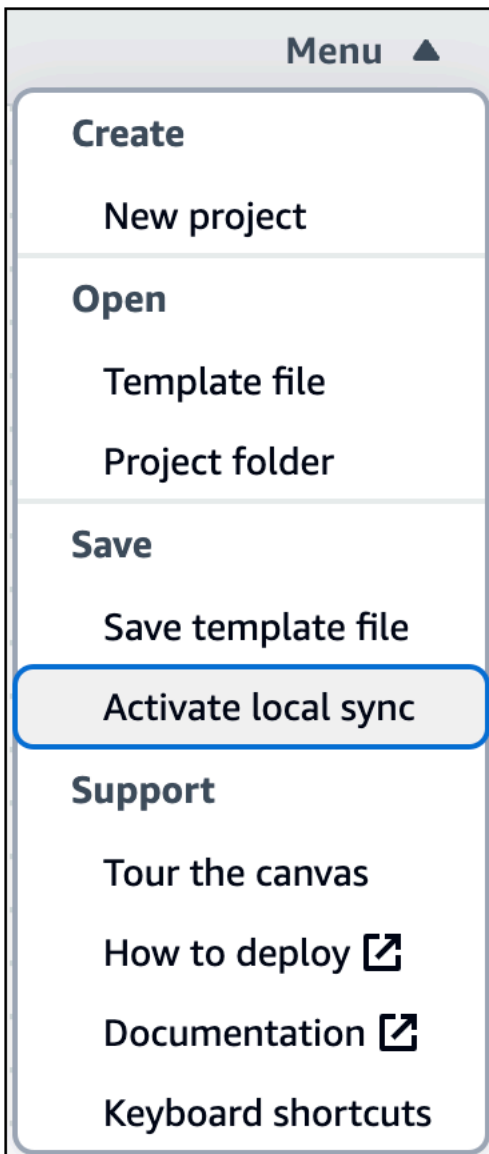 Menu
Create
New project
Open
Template file
Project folder
Save
Save template file
Activate local sync
Support
Tour the canvas
How to deploy
Documentation
Keyboard shortcuts